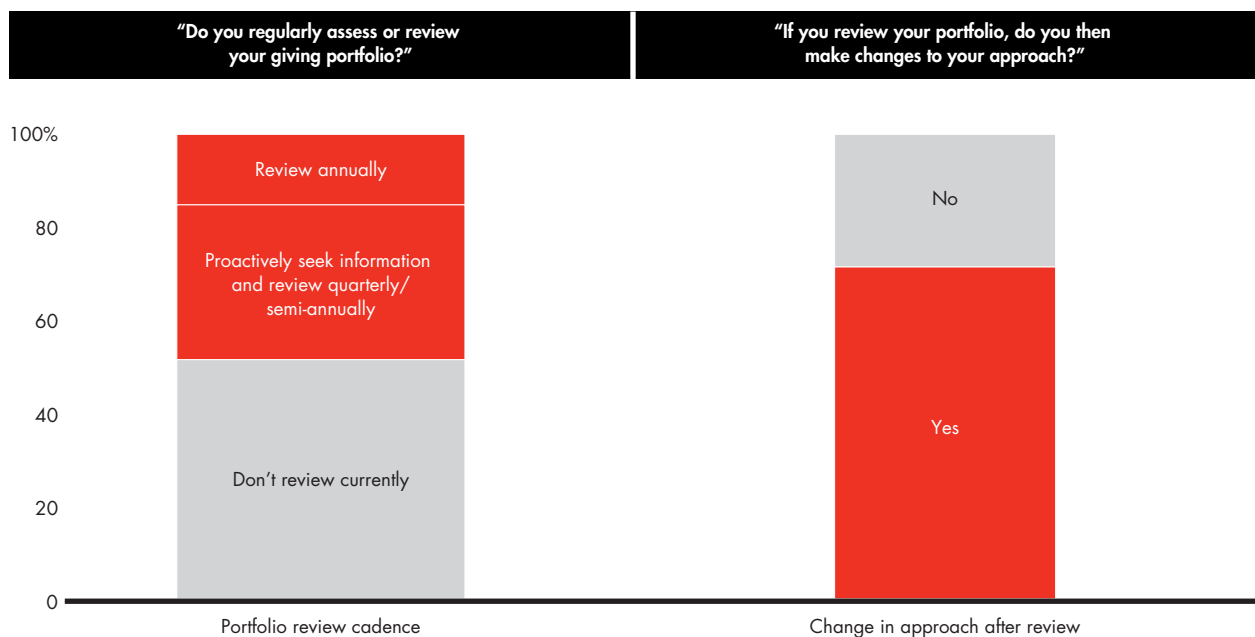 “Do you regularly assess or review
your giving portfolio?”
“If you review your portfolio, do you then
make changes to your approach?”
100%
80
60
40
20
0
Review annually
Proactively seek information
and review quarterly/
semi-annually
Don’t review currently
No
Yes
Portfolio review cadence
Change in approach after review